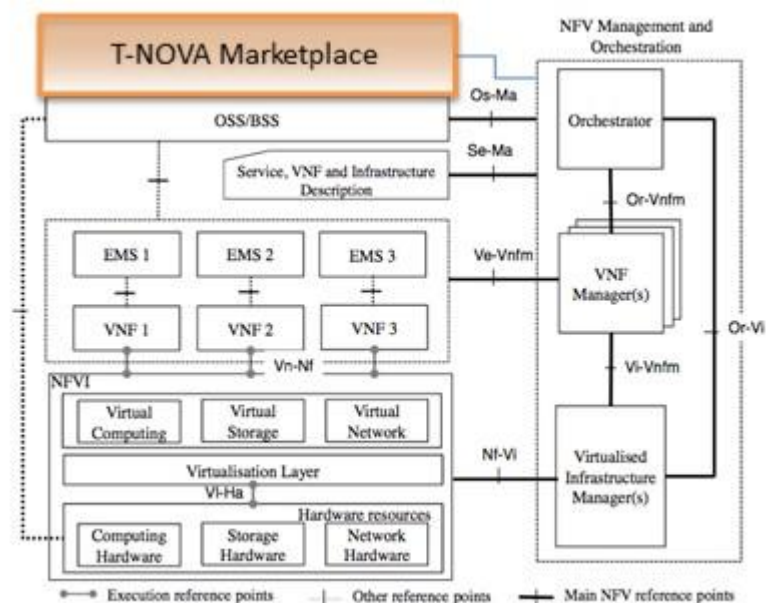 T-NOVA Marketplace
NFV Management and
Orchestration
OSS/BSS
Os-Ma
Orchestrator
Se-Ma
Service, VNF and Infrastructure
Description
Or-Vnfm
EMS 1
EMS 2
EMS 3
Ve-Vnfm
VNF
Manager(s)
VNF 1
VNF 2
VNF 3
Or-Vi
Vn-Nf
NFVI
Vi-Vnfm
Virtual
Computing
Virtual
Storage
Virtual
Network
Virtualisation Layer
Nf-Vi
Virtualised
Infrastructure
Manager(s)
Vl-Ha
Hardware resources
Computing
Hardware
Storage
Hardware
Network
Hardware
Execution reference points
Other reference points
Main NFV reference points